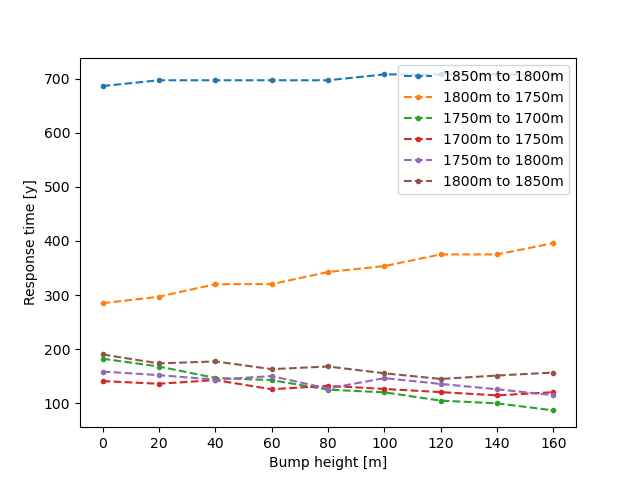 700
600
500
400
300
200
100
Response time [y]
0 20 40 60 80 100 120 140 160
Bump height [m]
1850m to 1800m
1800m to 1750m
1750m to 1700m
1700m to 1750m
1750m to 1800m
1800m to 1850m